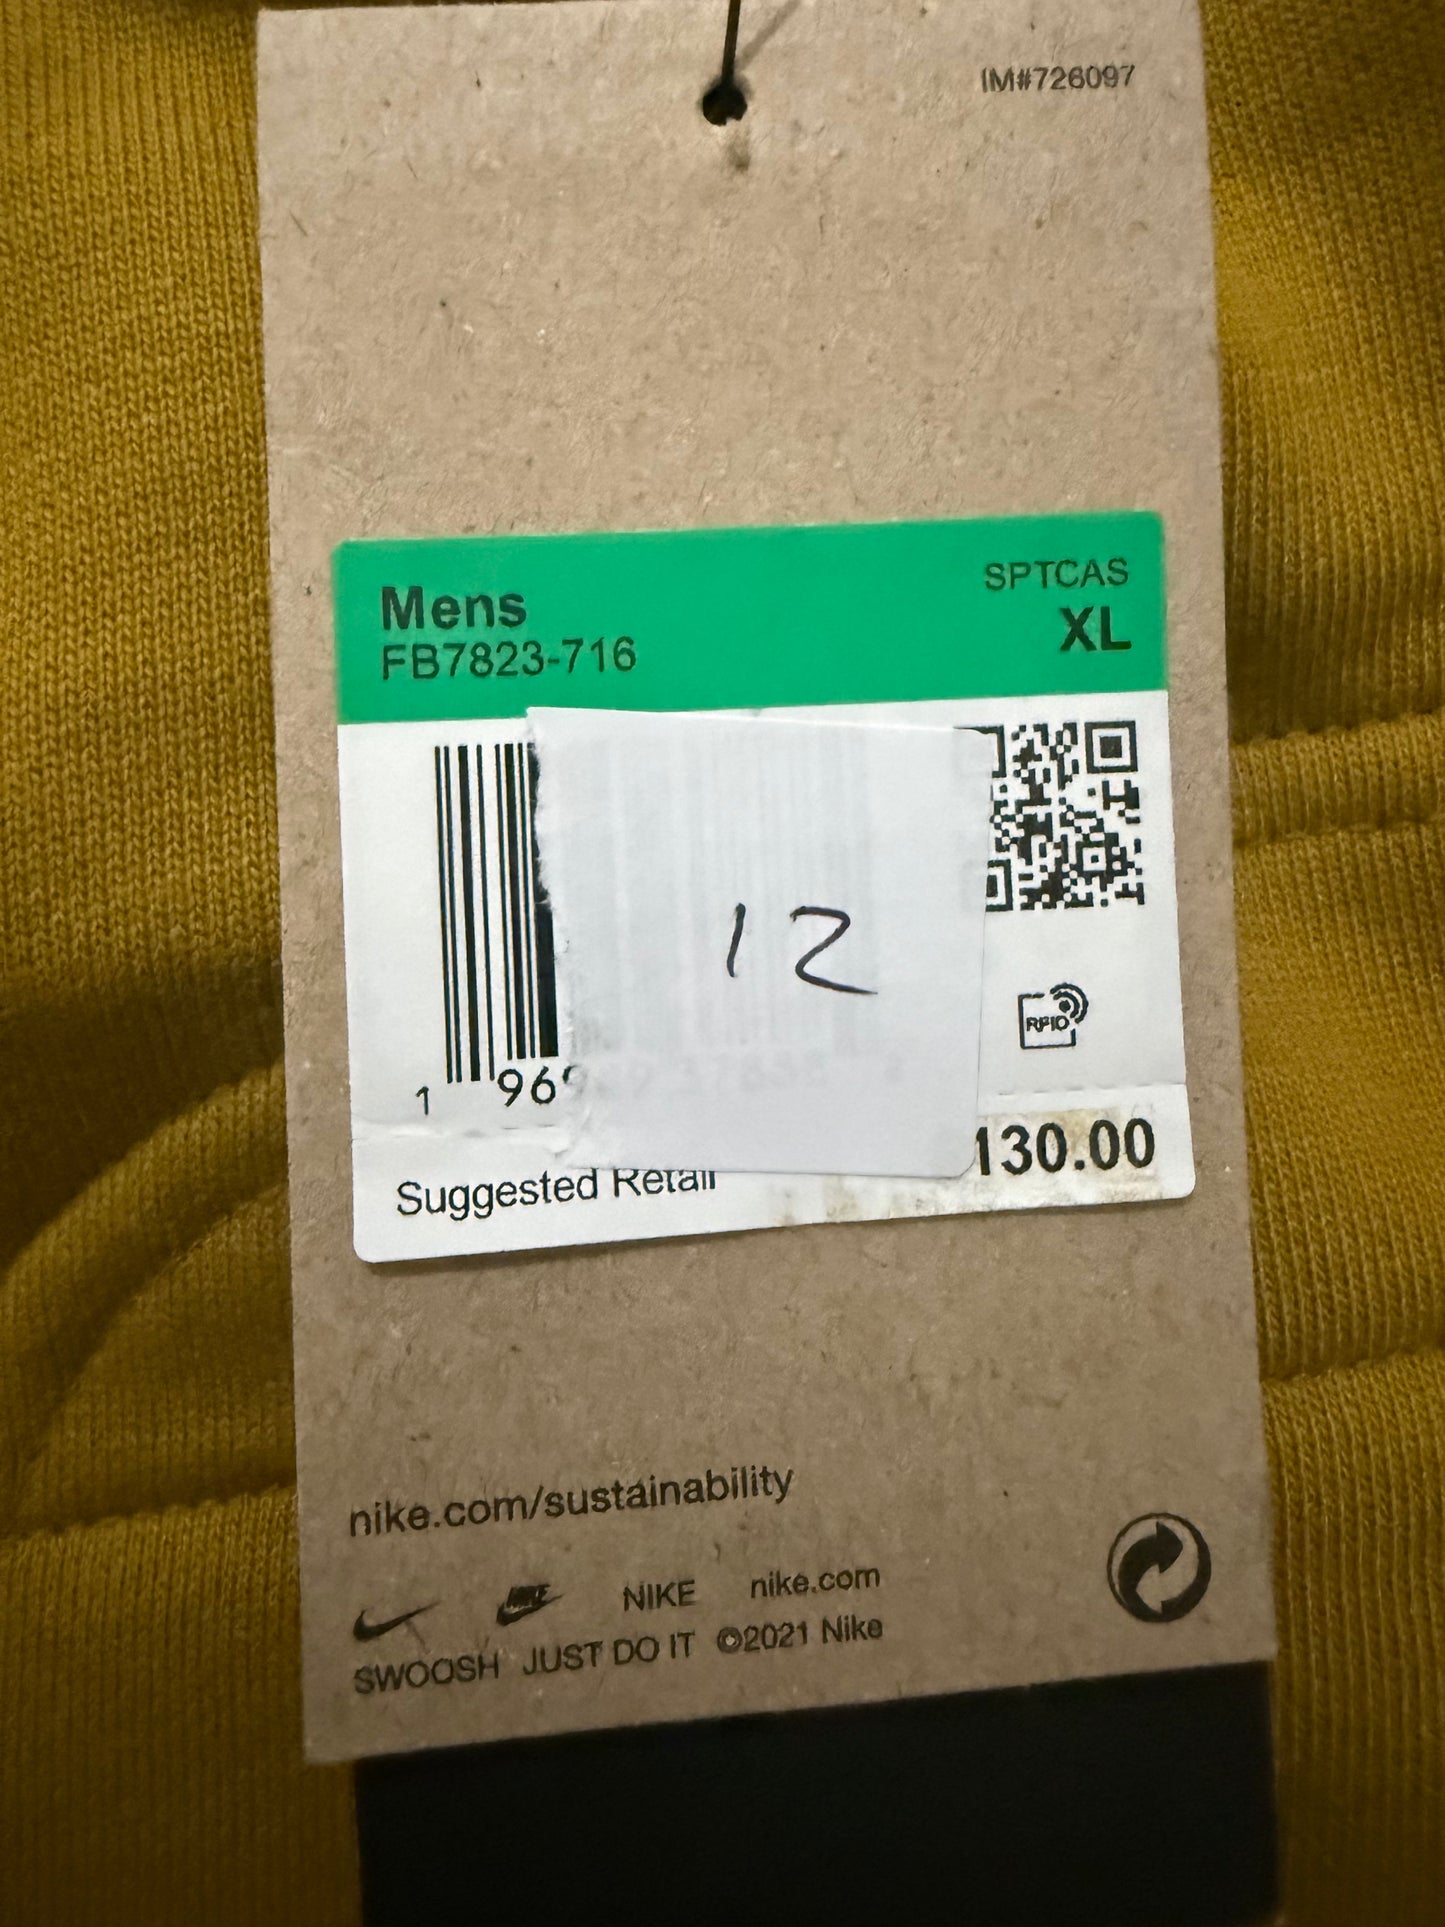 IM#726097
SPTCAS
Mens XL
FB7823-716
12
RFID
1 96
Suggested Retail 130.00
nike.com/sustainability
NIKE NIKE nike.com
SWOOSH JUST DO IT ©2021 Nike